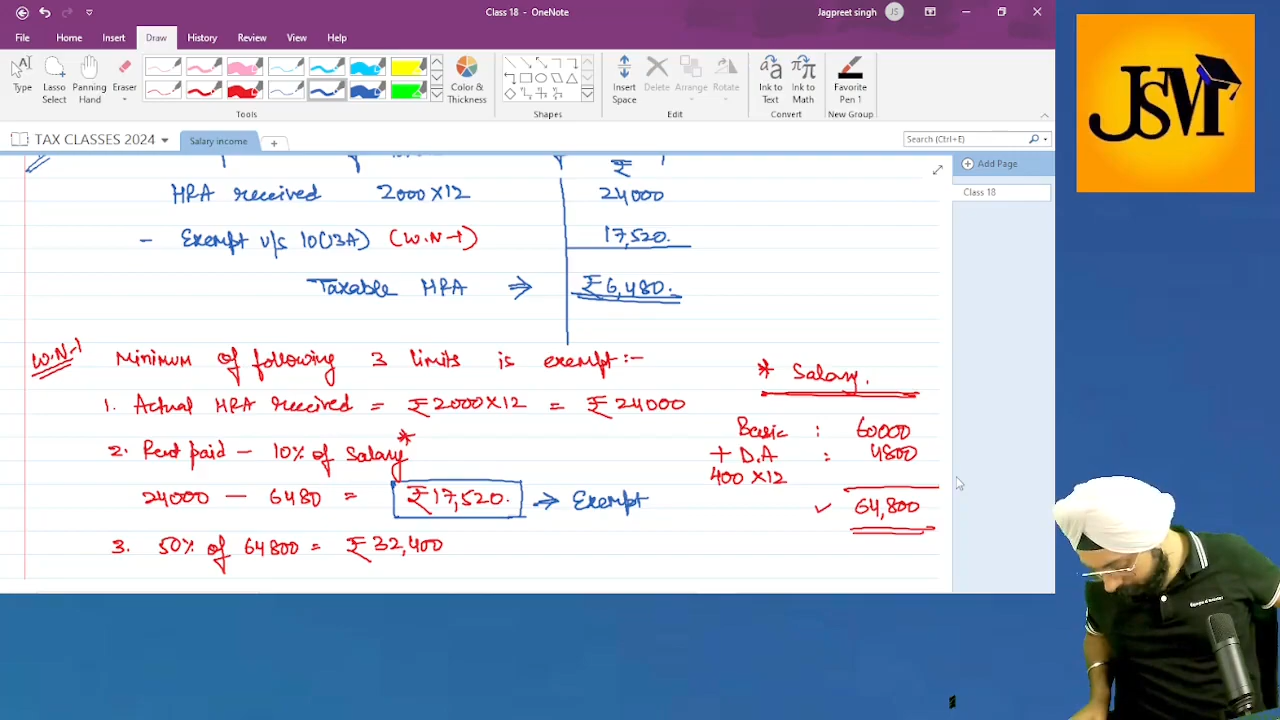 Class 18 - OneNote
Jagpreet singh JS
File Home Insert Draw History Review View Help
Type Lasso Select Panning Hand Eraser Color & Thickness Insert Space Delete Arrange Rotate Ink to Text Ink to Math Favorite Pen 1
Tools Shapes Edit Convert New Group
TAX CLASSES 2024 Salary income Search (Ctrl+E)
Add Page
Class 18
JSM
₹
HRA received 2000×12 24000
- Exempt u/s 10(13A) (W.N-1) 17,520.
Taxable HRA ⇒ ₹6,480.
W.N-1 Minimum of following 3 limits is exempt:-
1. Actual HRA received = ₹2000×12 = ₹24000
2. Rent paid - 10% of Salary*
24000 - 6480 = ₹17,520. → Exempt
3. 50% of 64800 = ₹32,400
* Salary.
Basic : 60000
+ D.A : 4800
400×12
✓ 64,800